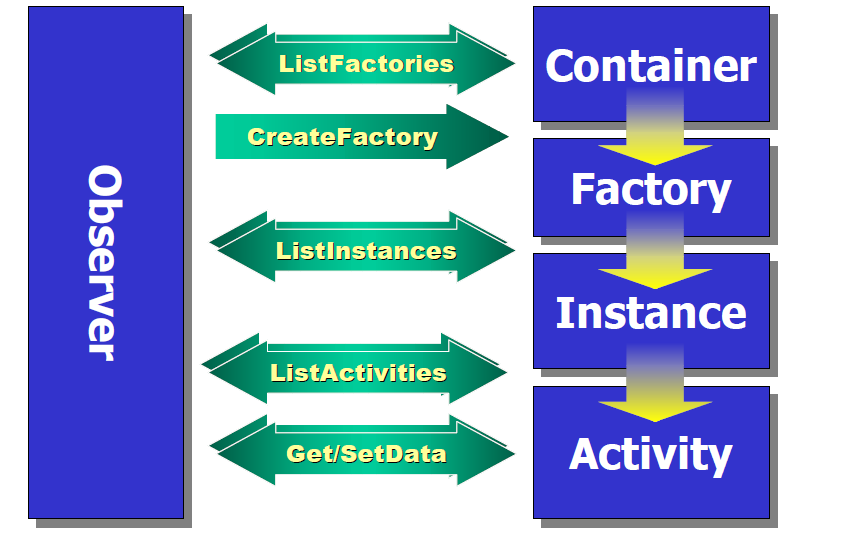 Observer
ListFactories
CreateFactory
ListInstances
ListActivities
Get/SetData
Container
Factory
Instance
Activity